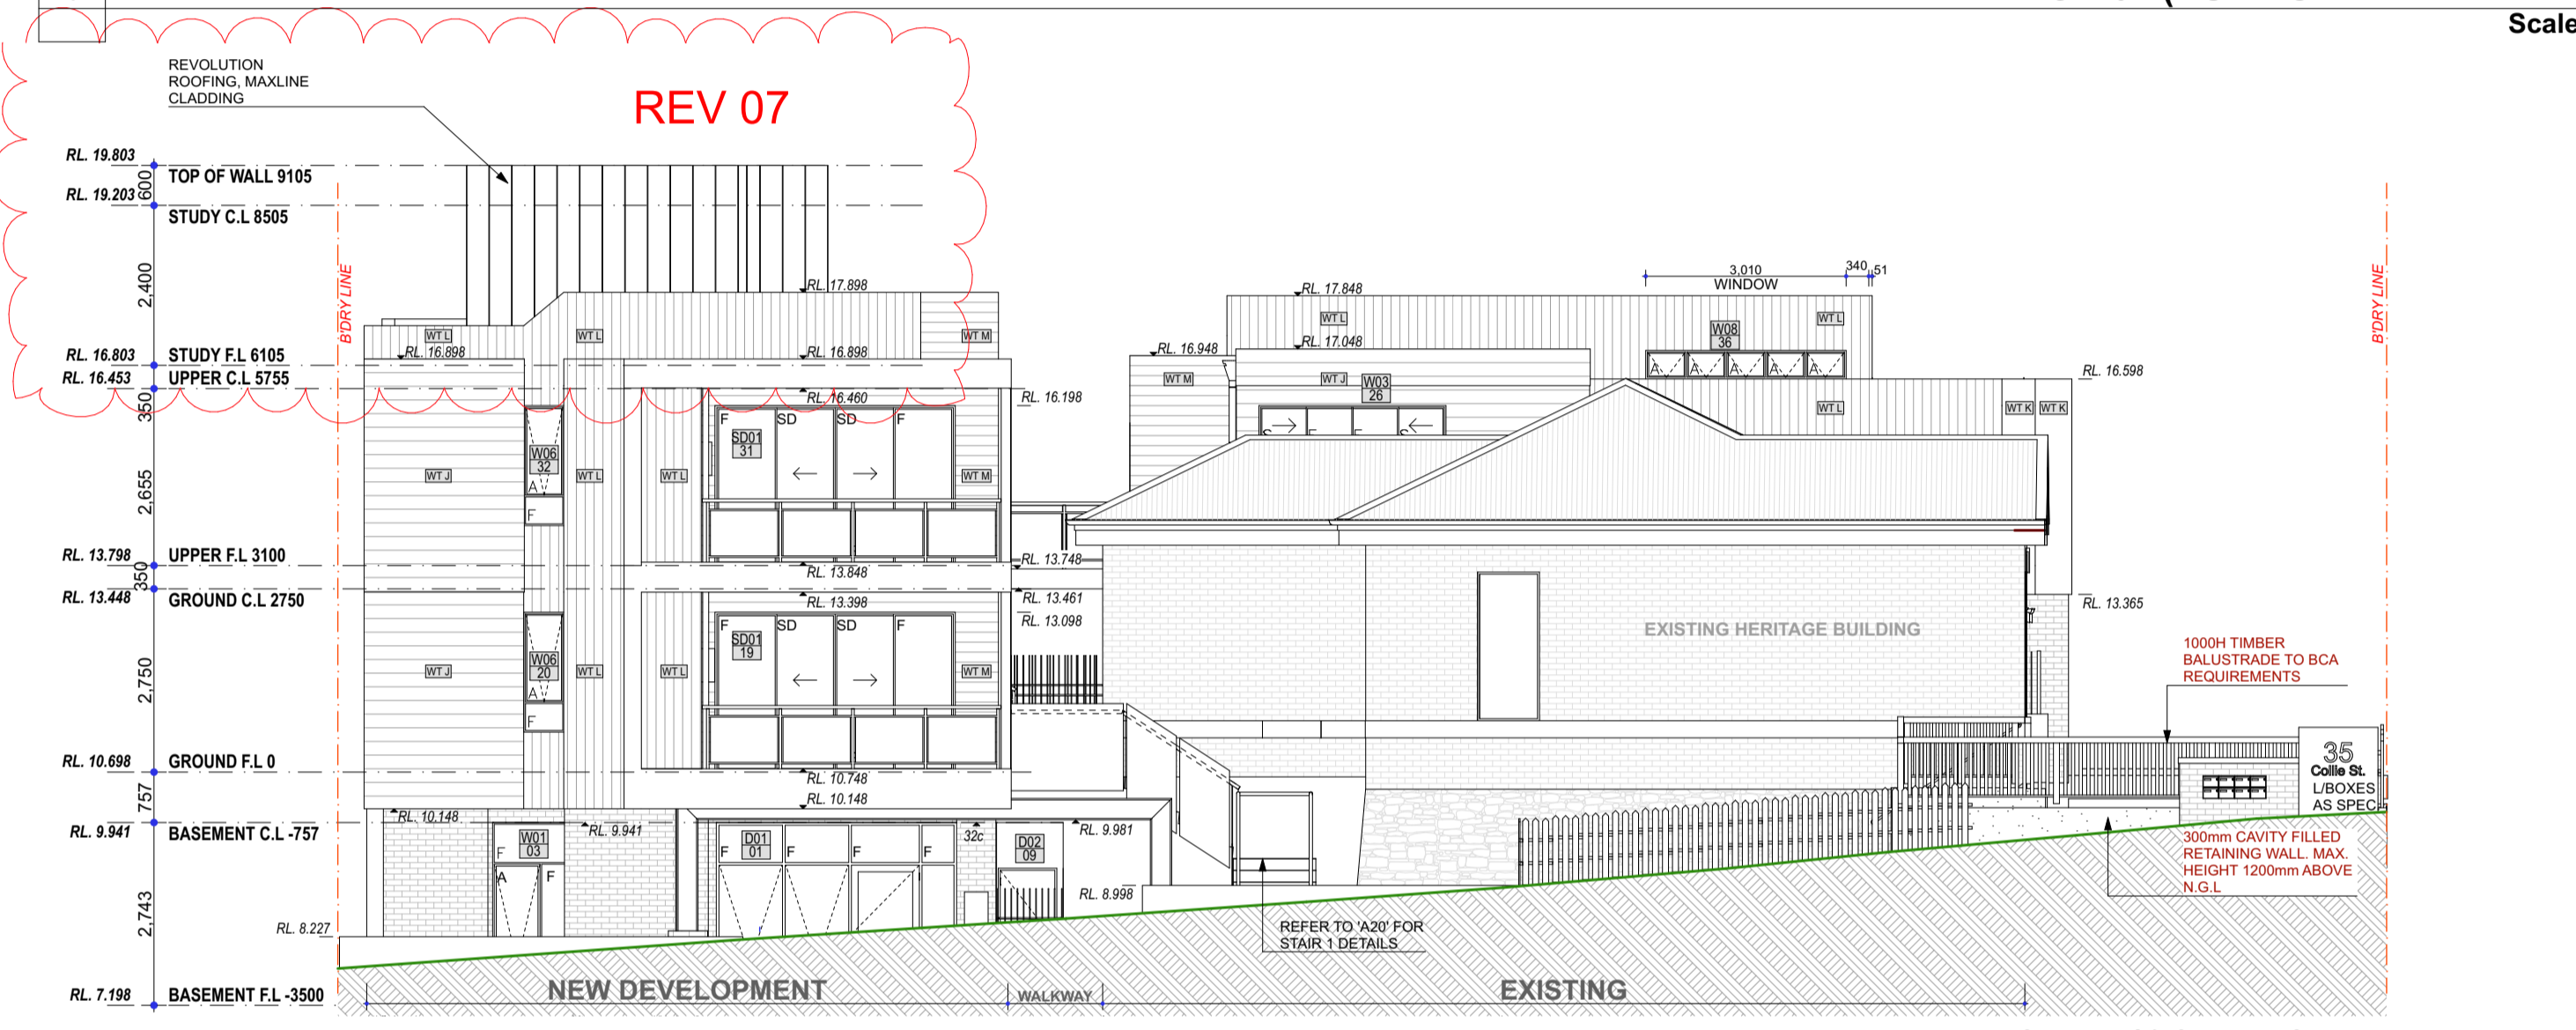 Scale
REVOLUTION
ROOFING, MAXLINE
CLADDING
REV 07
RL. 19.803
TOP OF WALL 9105
600
RL. 19.203
STUDY C.L 8505
2,400
RL. 16.803
STUDY F.L 6105
RL. 16.453
UPPER C.L 5755
350
2,655
RL. 13.798
UPPER F.L 3100
350
RL. 13.448
GROUND C.L 2750
2,750
RL. 10.698
GROUND F.L 0
757
RL. 9.941
BASEMENT C.L -757
2,743
RL. 8.227
RL. 7.198
BASEMENT F.L -3500
B'DRY LINE
RL. 17.898
WT L
WT L
WT M
RL. 16.898
RL. 16.898
RL. 16.460
RL. 16.198
F SD SD F
SD01
31
W06
32
A
F
WT J
WT L
WT L
WT M
RL. 13.748
RL. 13.848
RL. 13.461
RL. 13.398
RL. 13.098
F SD SD F
SD01
19
W06
20
A
F
WT J
WT L
WT L
WT M
RL. 10.748
RL. 10.148
RL. 10.148
RL. 9.941
RL. 9.981
W01
03
F
A F
D01
01
F F F F
32c
D02
09
RL. 8.998
3,010
340
51
WINDOW
RL. 17.848
WT L
WT L
W08
36
A A A A A
RL. 17.048
RL. 16.948
WT M
WT J
W03
26
RL. 16.598
WT L
WT K
WT K
B'DRY LINE
RL. 13.365
EXISTING HERITAGE BUILDING
1000H TIMBER
BALUSTRADE TO BCA
REQUIREMENTS
35
Collie St.
L/BOXES
AS SPEC
300mm CAVITY FILLED
RETAINING WALL. MAX.
HEIGHT 1200mm ABOVE
N.G.L
REFER TO 'A20' FOR
STAIR 1 DETAILS
NEW DEVELOPMENT
WALKWAY
EXISTING